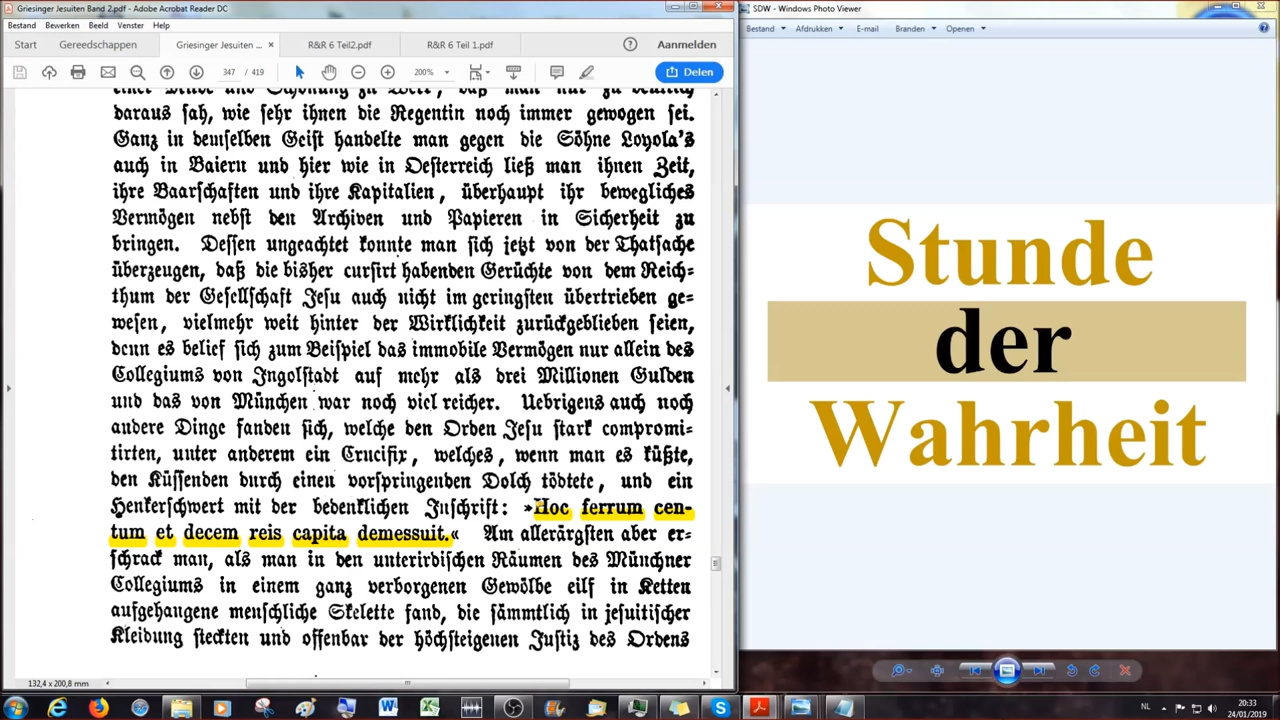 Griesinger Jesuiten Band 2.pdf - Adobe Acrobat Reader DC
Bestand Bewerken Beeld Venster Help
Start Gereedschappen Griesinger Jesuiten ... × R&R 6 Teil2.pdf R&R 6 Teil 1.pdf Aanmelden
347 / 419 200% Delen
einer Milde und Schonung zu Werk, daß man nur zu deutlich
daraus sah, wie sehr ihnen die Regentin noch immer gewogen sei.
Ganz in demselben Geist handelte man gegen die Söhne Loyola's
auch in Baiern und hier wie in Oesterreich ließ man ihnen Zeit,
ihre Baarschaften und ihre Kapitalien, überhaupt ihr bewegliches
Vermögen nebst den Archiven und Papieren in Sicherheit zu
bringen. Dessen ungeachtet konnte man sich jetzt von der Thatsache
überzeugen, daß die bisher cursirt habenden Gerüchte von dem Reich-
thum der Gesellschaft Jesu auch nicht im geringsten übertrieben ge-
wesen, vielmehr weit hinter der Wirklichkeit zurückgeblieben seien,
denn es belief sich zum Beispiel das immobile Vermögen nur allein des
Collegiums von Ingolstadt auf mehr als drei Millionen Gulden
und das von München war noch viel reicher. Uebrigens auch noch
andere Dinge fanden sich, welche den Orden Jesu stark compromi-
tirten, unter anderem ein Crucifix, welches, wenn man es küßte,
den Küssenden durch einen vorspringenden Dolch tödtete, und ein
Henkerschwert mit der bedenklichen Inschrift: »Hoc ferrum cen-
tum et decem reis capita demessuit.« Am allerärgsten aber er-
schrack man, als man in den unterirdischen Räumen des Münchner
Collegiums in einem ganz verborgenen Gewölbe eilf in Ketten
aufgehangene menschliche Skelette fand, die sämmtlich in jesuitischer
Kleidung steckten und offenbar der höchsteigenen Justiz des Ordens
132,4 x 200,8 mm
SDW - Windows Photo Viewer
Bestand Afdrukken E-mail Branden Openen
Stunde
der
Wahrheit
NL 20:33
24/01/2019